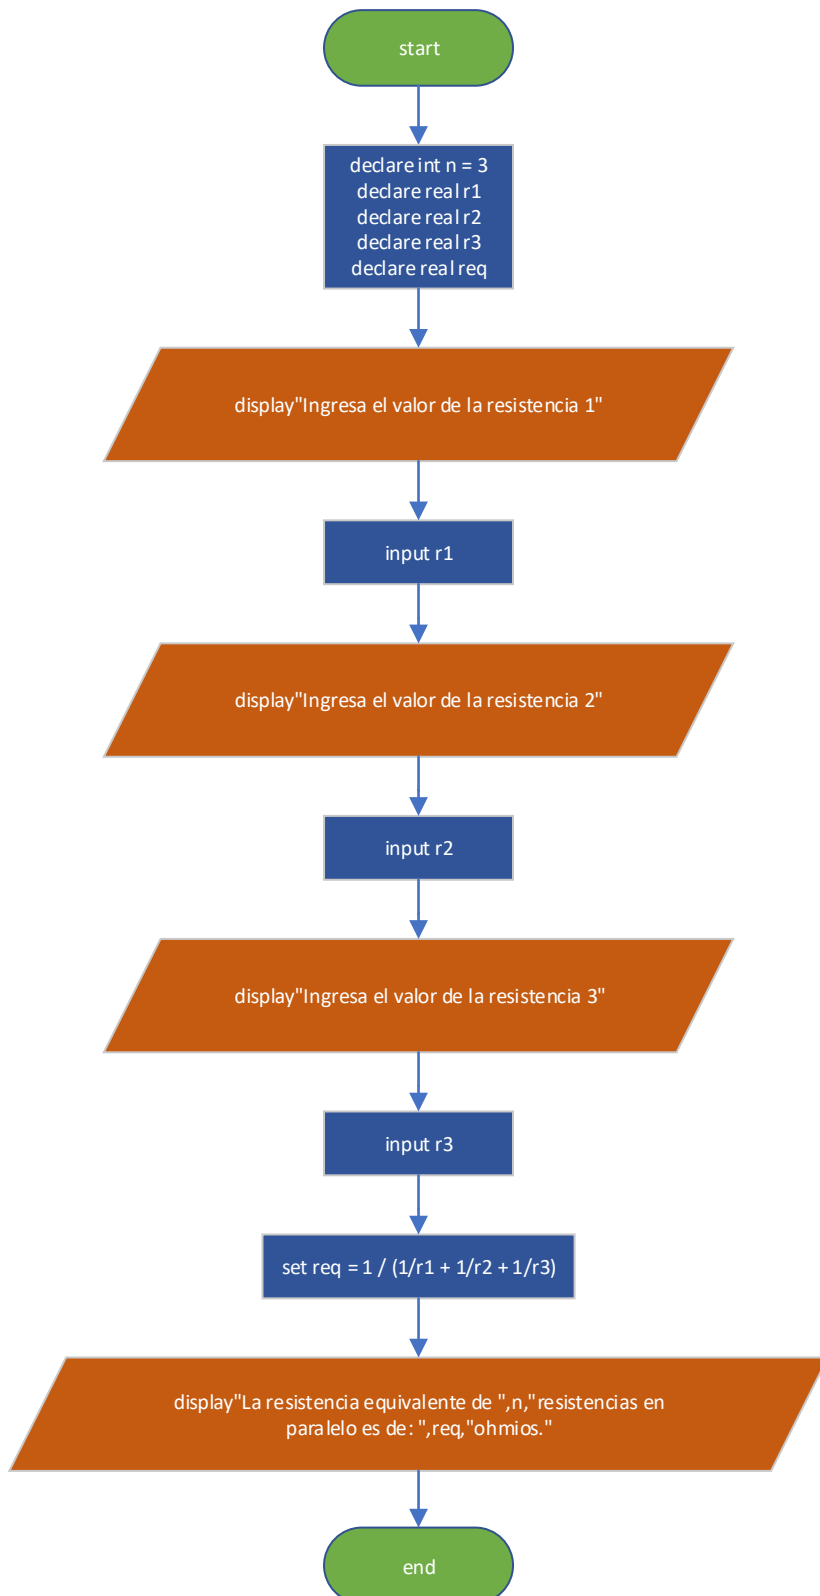 start
declare int n = 3
declare real r1
declare real r2
declare real r3
declare real req
display"Ingresa el valor de la resistencia 1"
input r1
display"Ingresa el valor de la resistencia 2"
input r2
display"Ingresa el valor de la resistencia 3"
input r3
set req = 1 / (1/r1 + 1/r2 + 1/r3)
display"La resistencia equivalente de ",n,"resistencias en
paralelo es de: ",req,"ohmios."
end